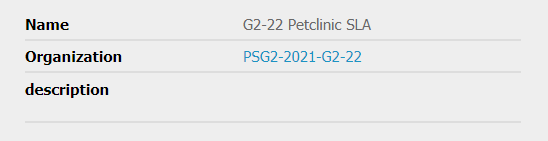 Name G2-22 Petclinic SLA
Organization PSG2-2021-G2-22
description